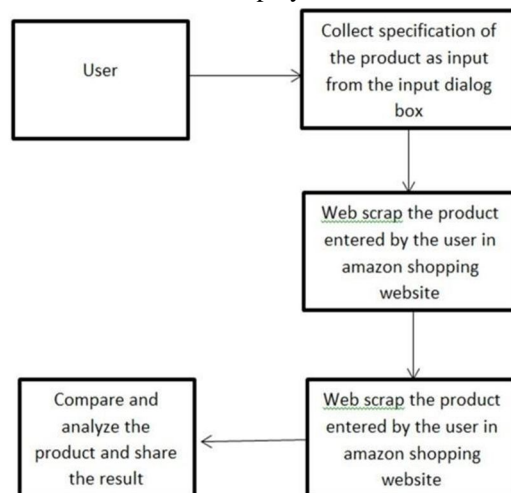 User
Collect specification of
the product as input
from the input dialog
box
Web scrap the product
entered by the user in
amazon shopping
website
Web scrap the product
entered by the user in
amazon shopping
website
Compare and
analyze the
product and share
the result